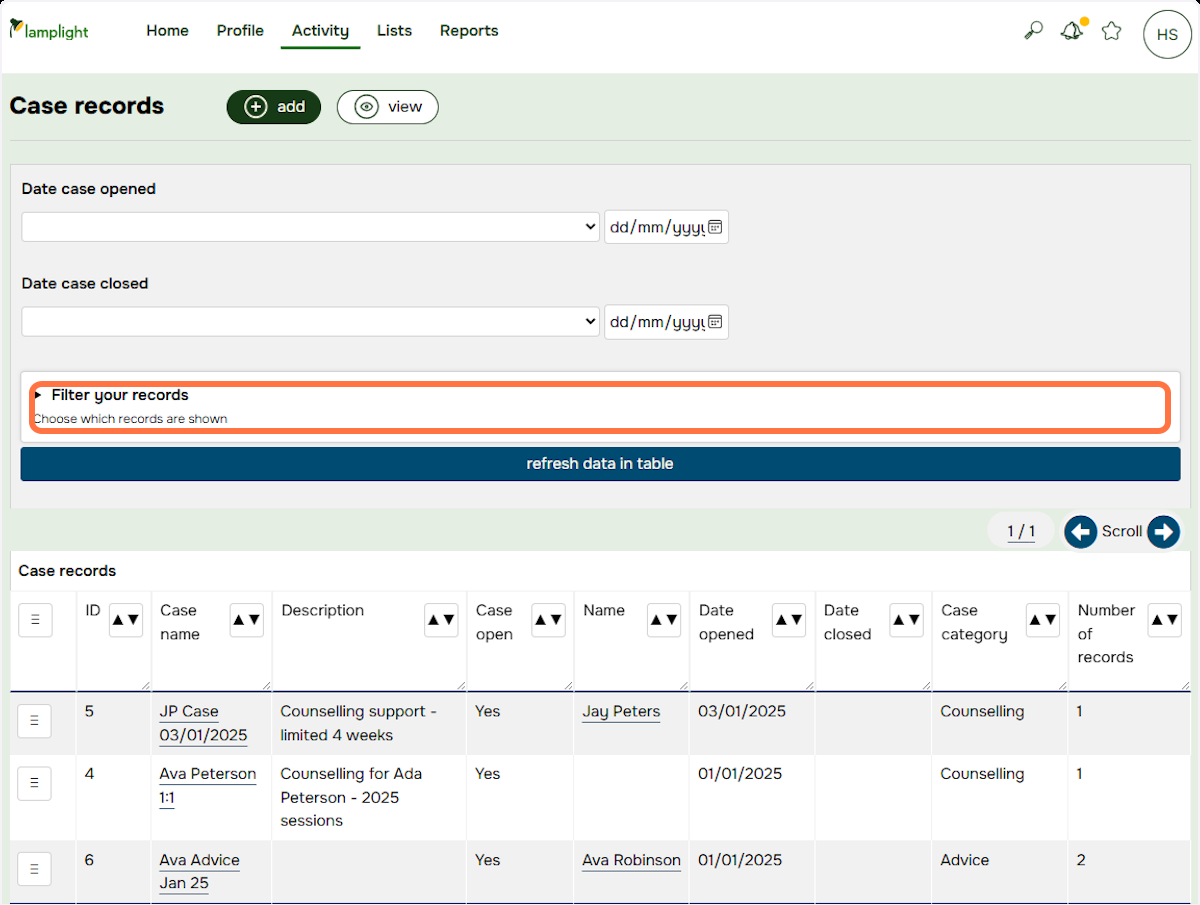 lamplight
Home Profile Activity Lists Reports
HS
Case records
add
view
Date case opened
dd/mm/yyyy
Date case closed
dd/mm/yyyy
Filter your records
Choose which records are shown
refresh data in table
1 / 1
Scroll
Case records
ID Case name Description Case open Name Date opened Date closed Case category Number of records
5 JP Case 03/01/2025 Counselling support - limited 4 weeks Yes Jay Peters 03/01/2025 Counselling 1
4 Ava Peterson 1:1 Counselling for Ada Peterson - 2025 sessions Yes 01/01/2025 Counselling 1
6 Ava Advice Jan 25 Yes Ava Robinson 01/01/2025 Advice 2